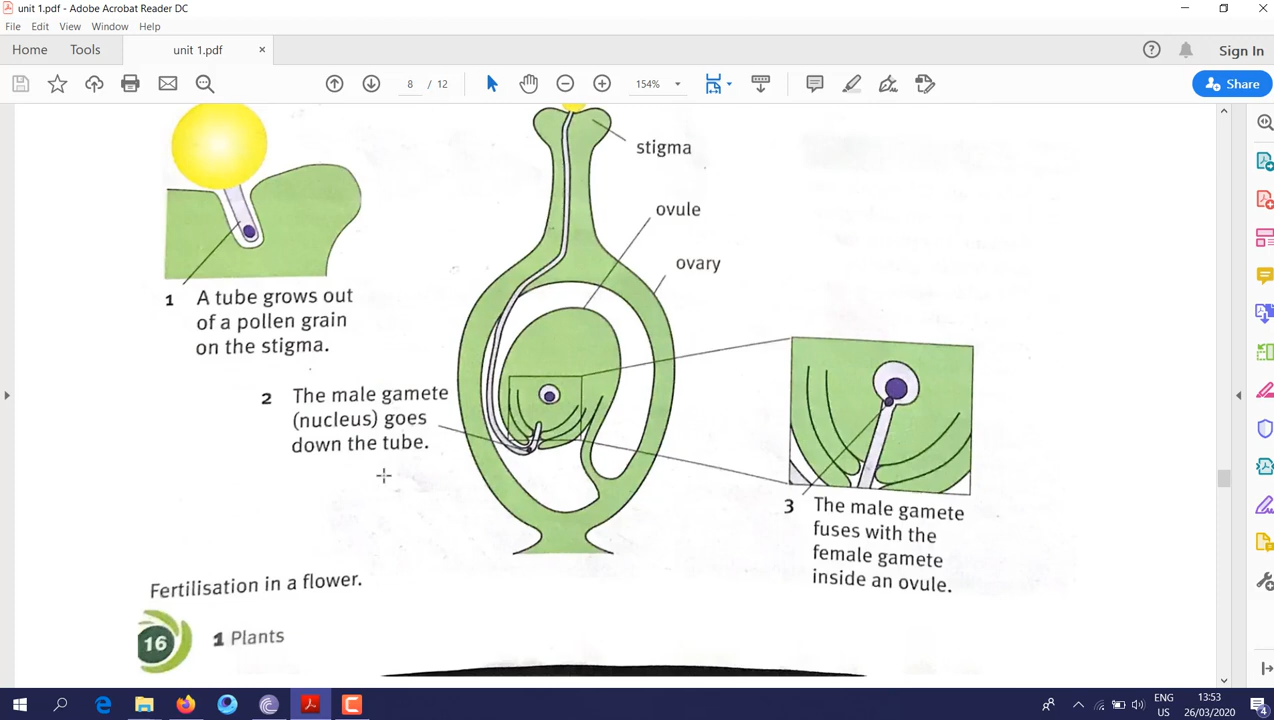 unit 1.pdf - Adobe Acrobat Reader DC
File Edit View Window Help
Home Tools unit 1.pdf × Sign In
8 / 12 154% Share
stigma
ovule
ovary
1 A tube grows out
of a pollen grain
on the stigma.
2 The male gamete
(nucleus) goes
down the tube.
3 The male gamete
fuses with the
female gamete
inside an ovule.
Fertilisation in a flower.
16 1 Plants
ENG 13:53
US 26/03/2020 4